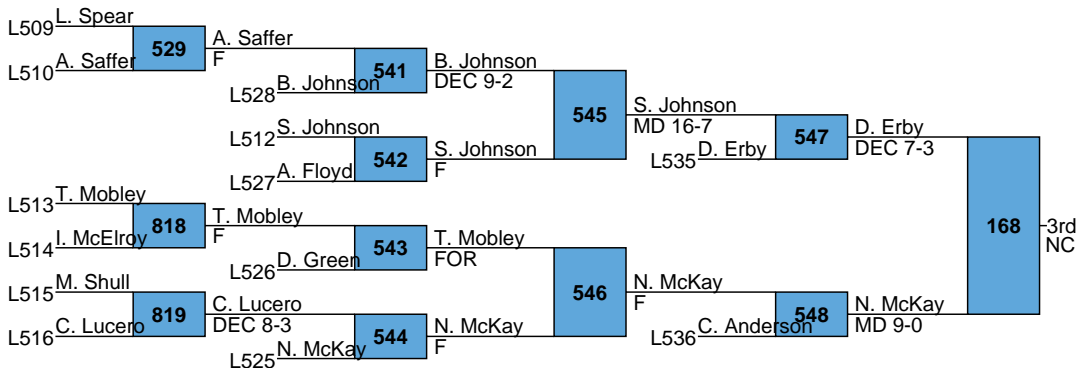 L509 L. Spear
L510 A. Saffer
529
A. Saffer
F
L528 B. Johnson
541
B. Johnson
DEC 9-2
L512 S. Johnson
L527 A. Floyd
542
S. Johnson
F
545
S. Johnson
MD 16-7
L535 D. Erby
547
D. Erby
DEC 7-3
L513 T. Mobley
L514 I. McElroy
818
T. Mobley
F
L526 D. Green
543
T. Mobley
FOR
L515 M. Shull
L516 C. Lucero
819
C. Lucero
DEC 8-3
L525 N. McKay
544
N. McKay
F
546
N. McKay
F
L536 C. Anderson
548
N. McKay
MD 9-0
168
3rd
NC